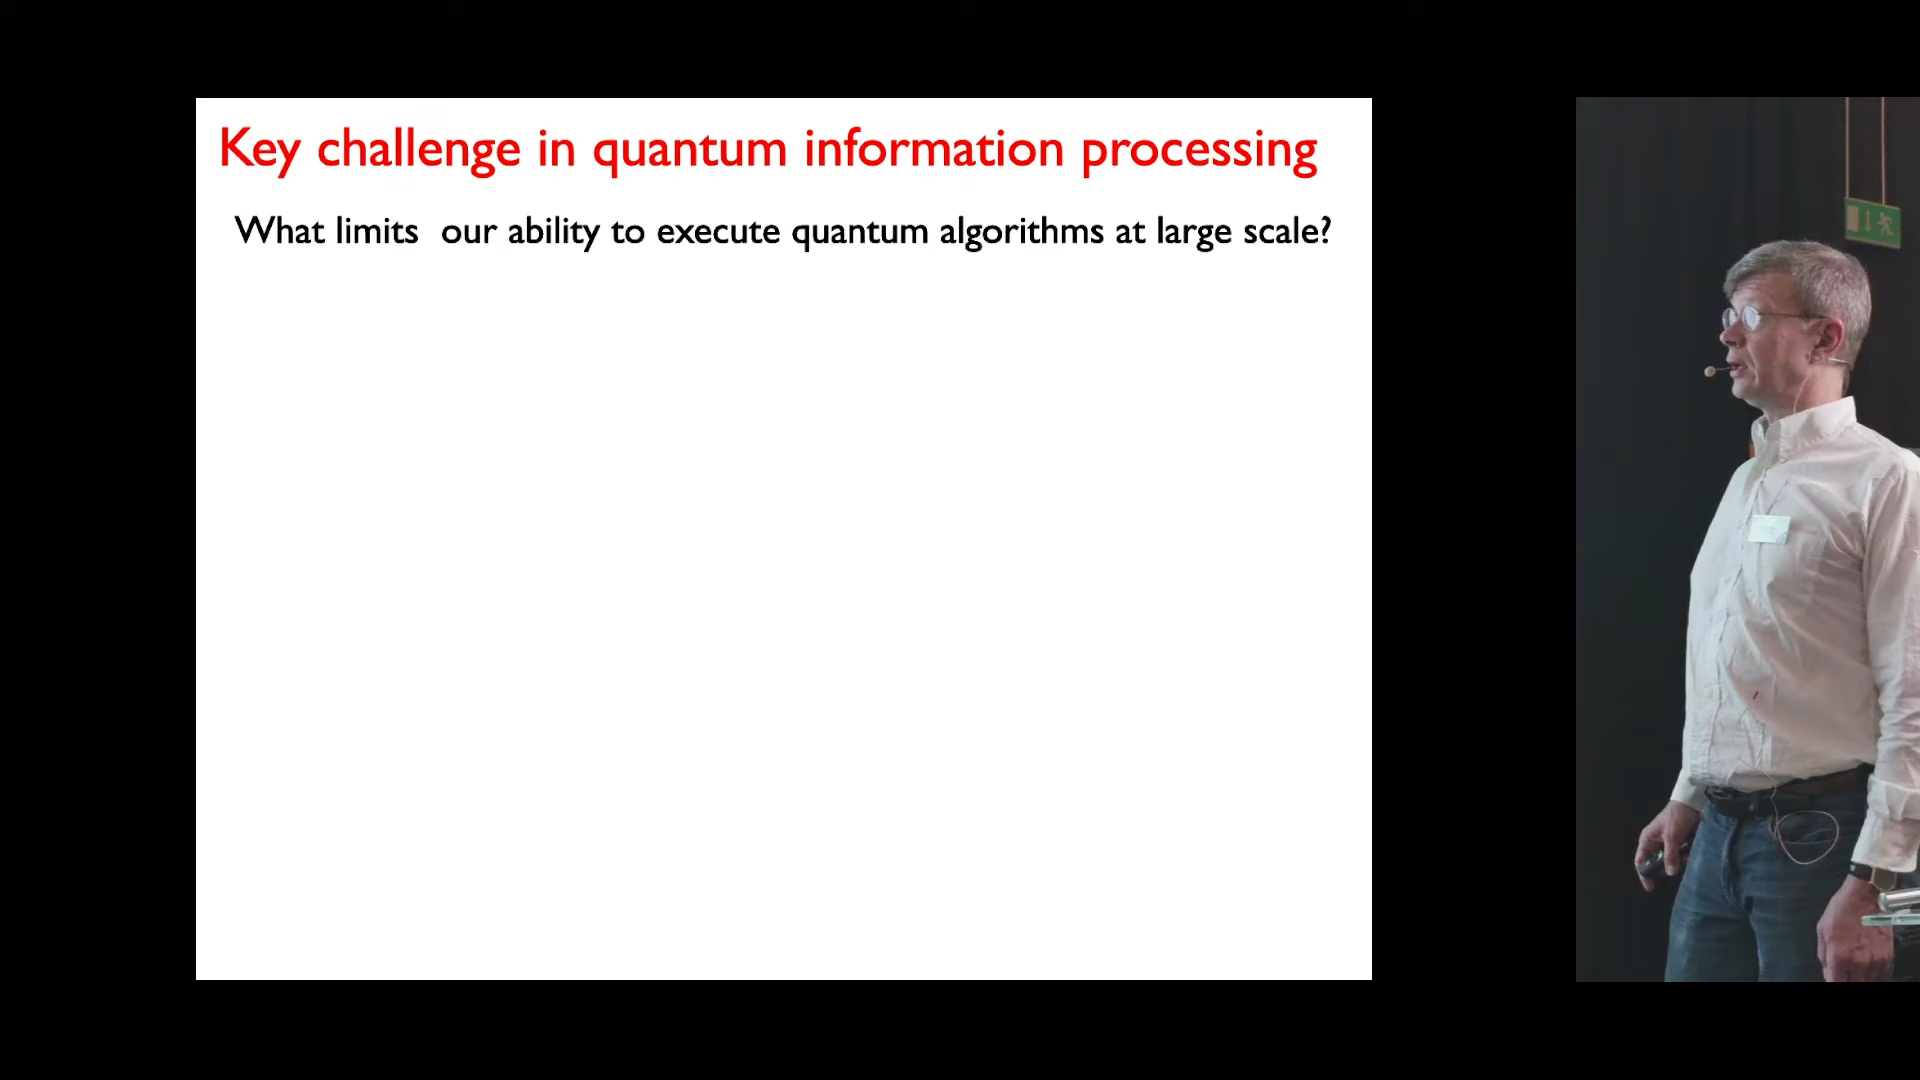 Key challenge in quantum information processing
What limits our ability to execute quantum algorithms at large scale?